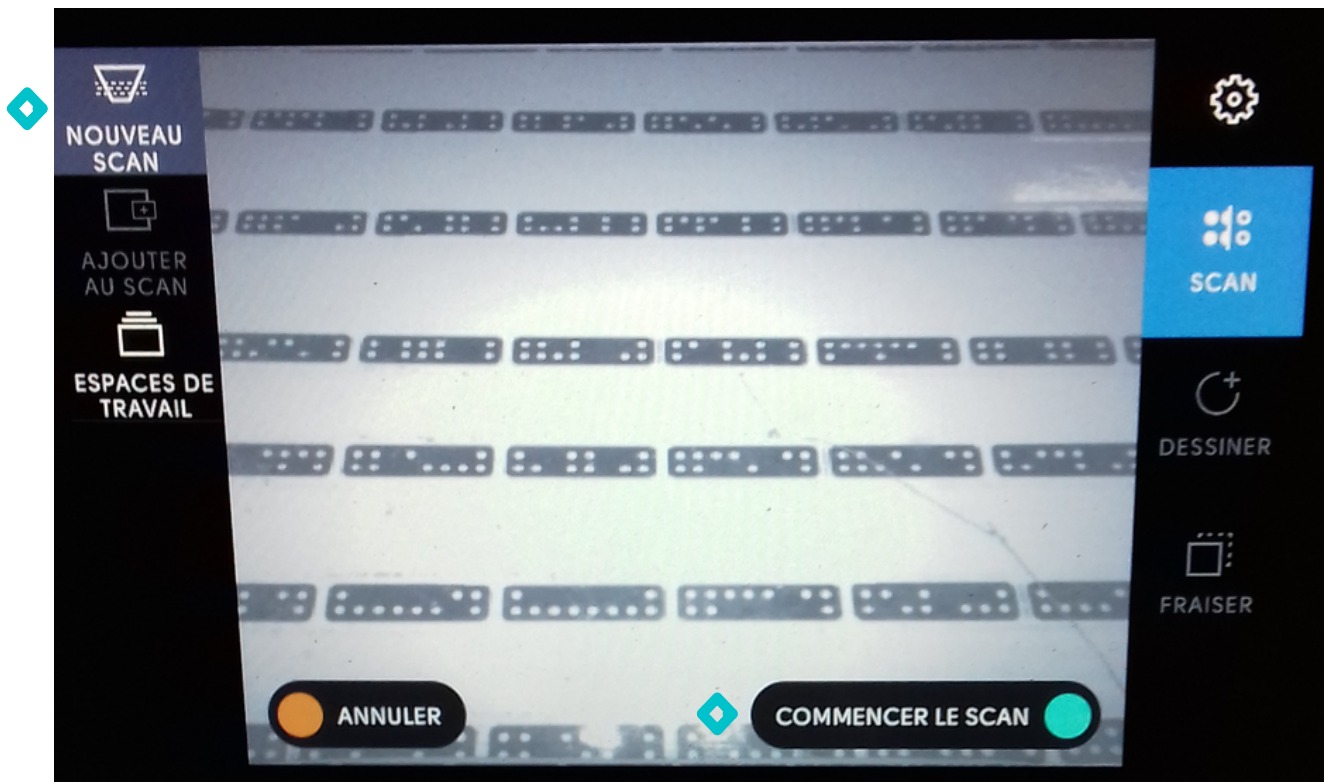 NOUVEAU
SCAN
AJOUTER
AU SCAN
ESPACES DE
TRAVAIL
SCAN
DESSINER
FRAISER
ANNULER
COMMENCER LE SCAN